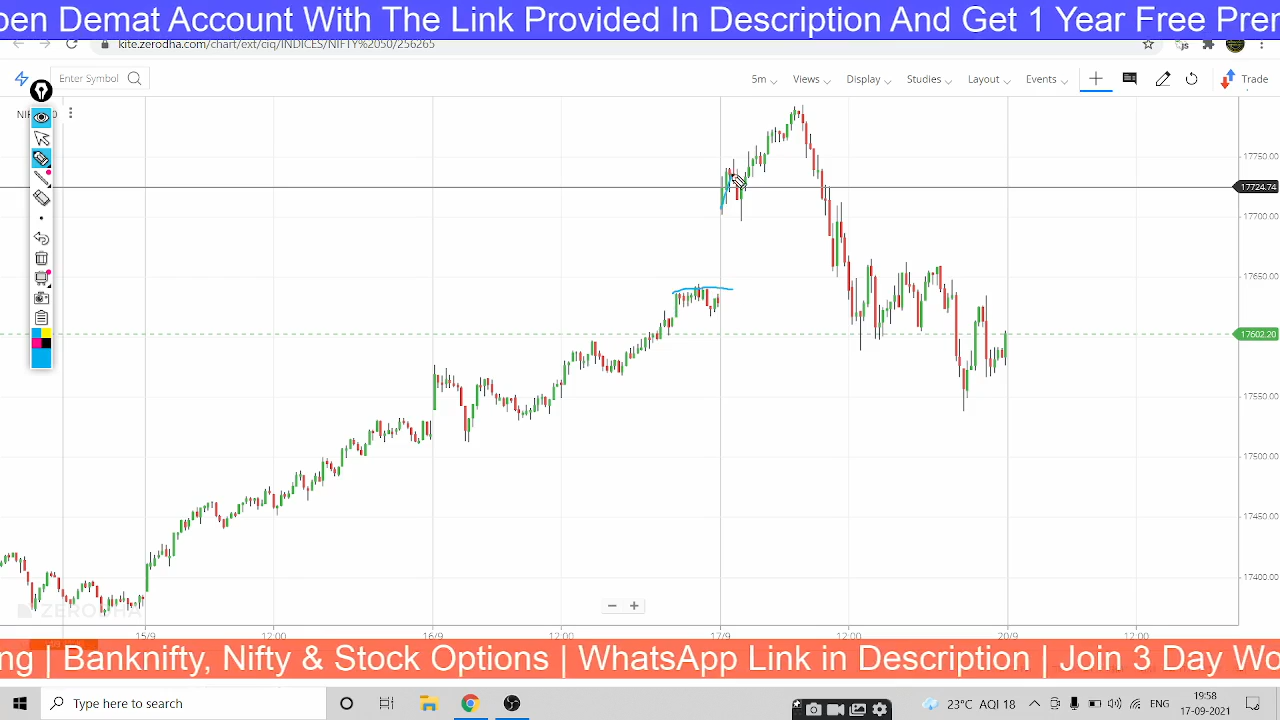 pen Demat Account With The Link Provided In Description And Get 1 Year Free Prer
kite.zerodha.com/chart/ext/ciq/INDICES/NIFTY%2050/256265
Enter Symbol
5m Views Display Studies Layout Events Trade
17750.00
17724.74
17700.00
17650.00
17602.20
17550.00
17500.00
17450.00
17400.00
ZERODHA
15/9 12:00 16/9 12:00 17/9 12:00 20/9 12:00
ng | Banknifty, Nifty & Stock Options | WhatsApp Link in Description | Join 3 Day Wo
Type here to search
23°C AQI 18
ENG
19:58
17-09-2021